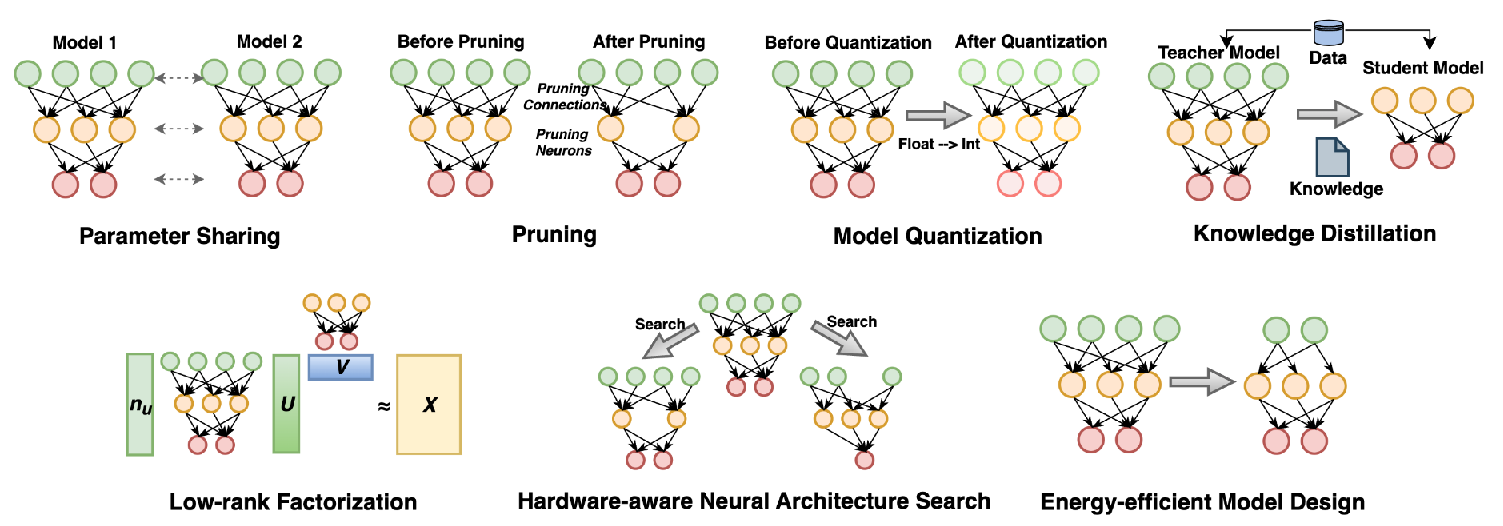 Model 1
Model 2
Parameter Sharing
Before Pruning
After Pruning
Pruning
Connections
Pruning
Neurons
Pruning
Before Quantization
After Quantization
Float --> Int
Model Quantization
Teacher Model
Data
Student Model
Knowledge
Knowledge Distillation
nU
U
V
≈
X
Low-rank Factorization
Search
Search
Hardware-aware Neural Architecture Search
Energy-efficient Model Design